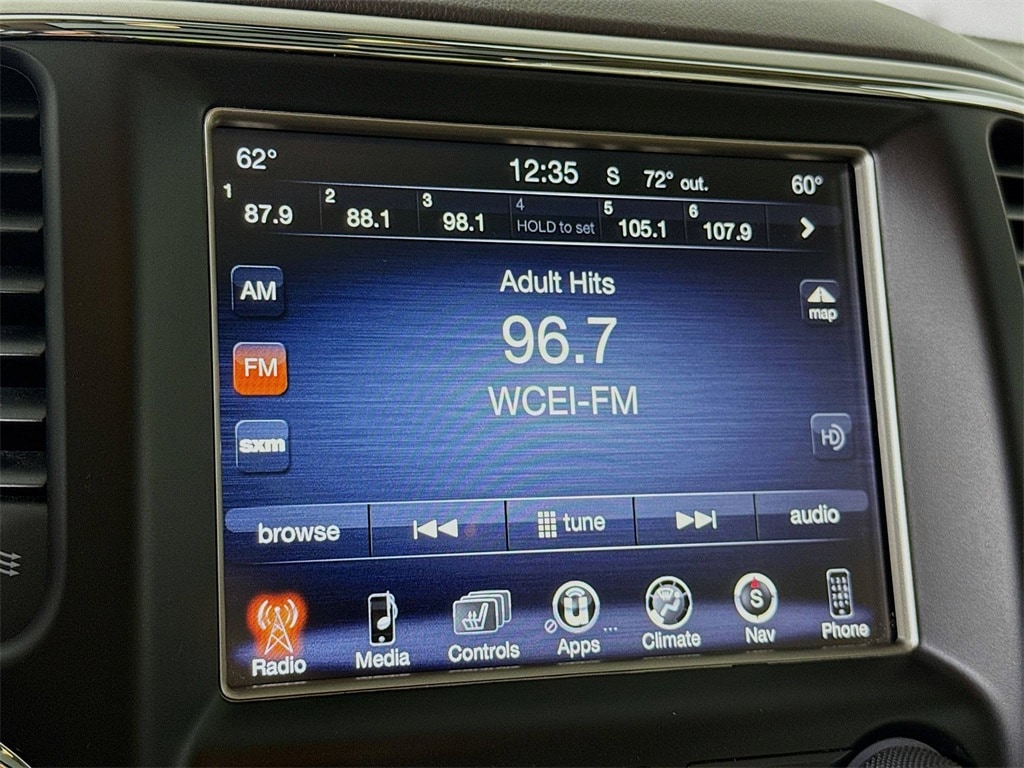 62° 12:35 S 72° out. 60°
1 87.9 2 88.1 3 98.1 4 HOLD to set 5 105.1 6 107.9
AM Adult Hits map
96.7
FM
WCEI-FM
sxm HD
browse tune audio
Radio Media Controls Apps ... Climate S Nav Phone